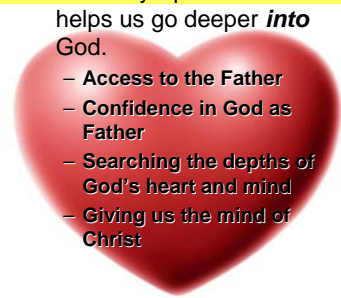 helps us go deeper into
God.
– Access to the Father
– Confidence in God as
Father
– Searching the depths of
God's heart and mind
– Giving us the mind of
Christ